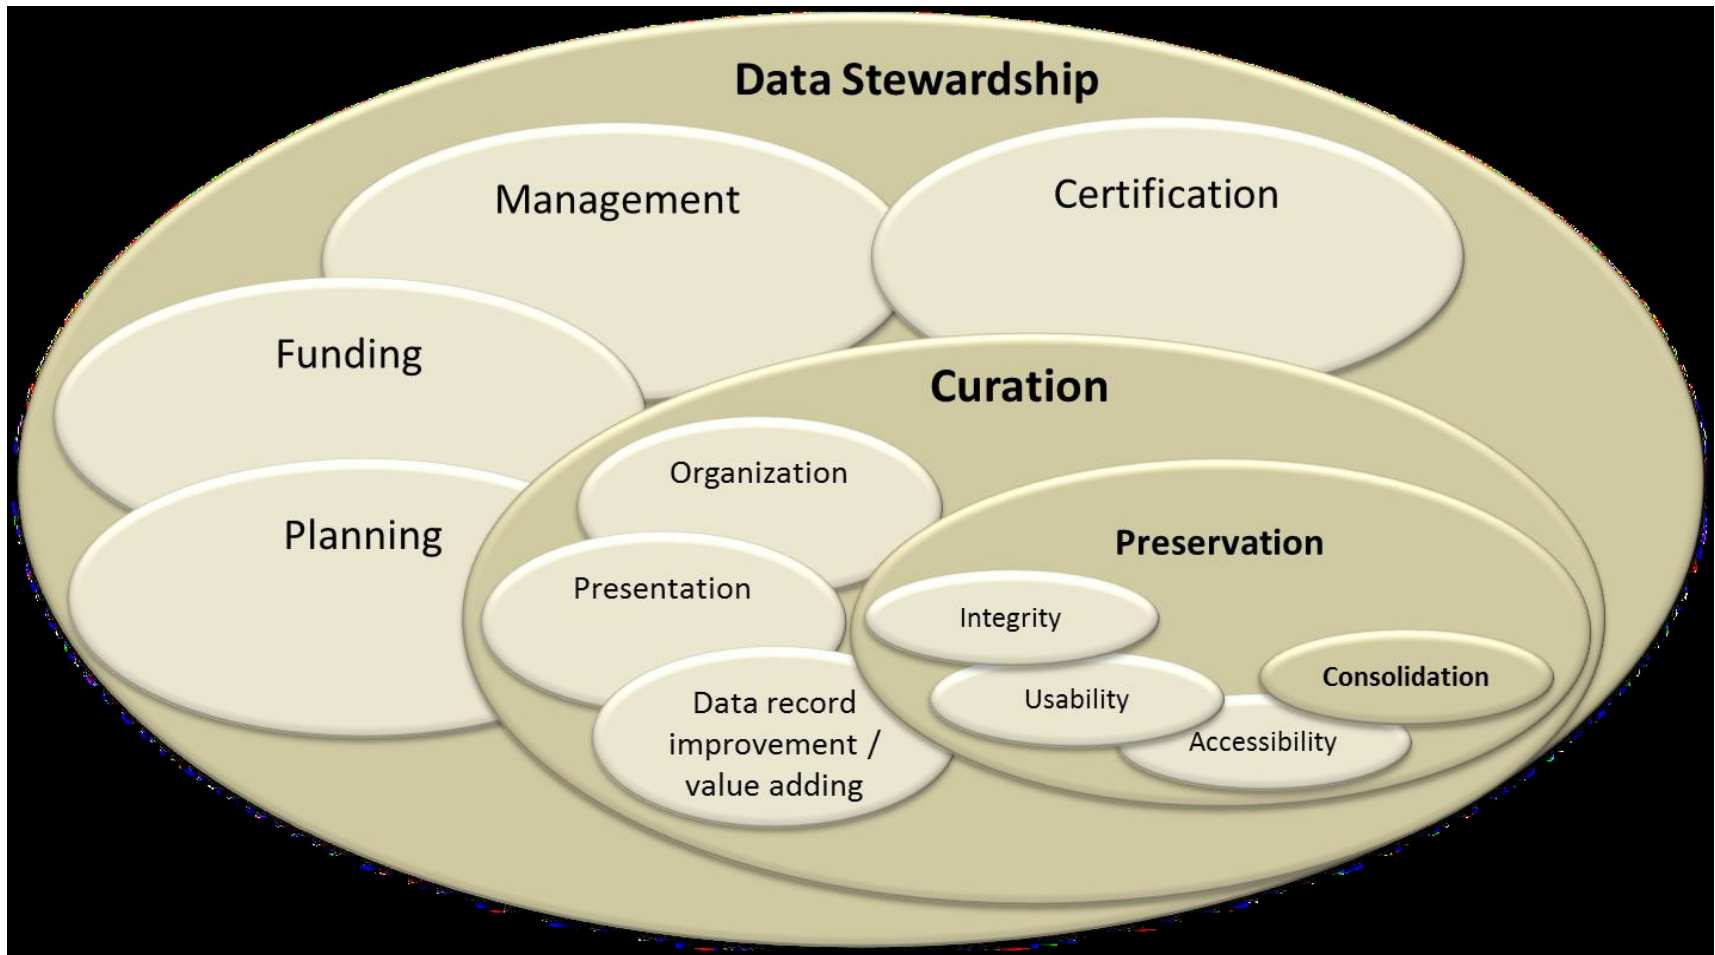 Data Stewardship
Management
Certification
Funding
Curation
Organization
Planning
Preservation
Presentation
Integrity
Consolidation
Usability
Data record
improvement /
value adding
Accessibility